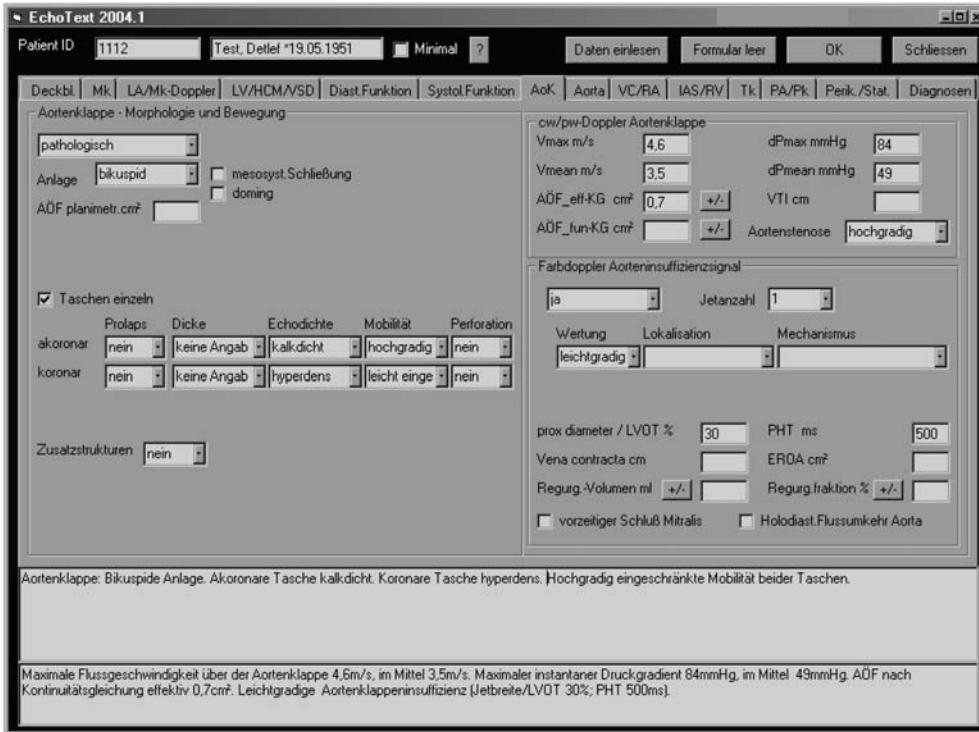 EchoText 2004.1
Patient ID 1112 Test, Detlef *19.05.1951 Minimal ? Daten einlesen Formular leer OK Schliessen
Deckbl. Mk LA/Mk-Doppler LV/HCM/VSD Diast.Funktion Systol.Funktion AoK Aorta VC/RA IAS/RV Tk PA/Pk Perik./Stat. Diagnosen
Aortenklappe - Morphologie und Bewegung
pathologisch
Anlage bikuspid mesosyst.Schließung
doming
AÖF planimetr.cm²
Taschen einzeln
Prolaps Dicke Echodichte Mobilität Perforation
akoronar nein keine Angab kalkdicht hochgradig nein
koronar nein keine Angab hyperdens leicht einge nein
Zusatzstrukturen nein
cw/pw-Doppler Aortenklappe
Vmax m/s 4,6 dPmax mmHg 84
Vmean m/s 3,5 dPmean mmHg 49
AÖF_eff-KG cm² 0,7 +/- VTI cm
AÖF_fun-KG cm² +/- Aortenstenose hochgradig
Farbdoppler Aorteninsuffizienzsignal
ja Jetanzahl 1
Wertung Lokalisation Mechanismus
leichtgradig
prox diameter / LVOT % 30 PHT ms 500
Vena contracta cm EROA cm²
Regurg.-Volumen ml +/- Regurg.fraktion % +/-
vorzeitiger Schluß Mitralis Holodiast.Flussumkehr Aorta
Aortenklappe: Bikuspide Anlage. Akoronare Tasche kalkdicht. Koronare Tasche hyperdens. Hochgradig eingeschränkte Mobilität beider Taschen.
Maximale Flussgeschwindigkeit über der Aortenklappe 4,6m/s, im Mittel 3,5m/s. Maximaler instantaner Druckgradient 84mmHg, im Mittel 49mmHg. AÖF nach
Kontinuitätsgleichung effektiv 0,7cm². Leichtgradige Aortenklappeninsuffizienz (Jetbreite/LVOT 30%; PHT 500ms).